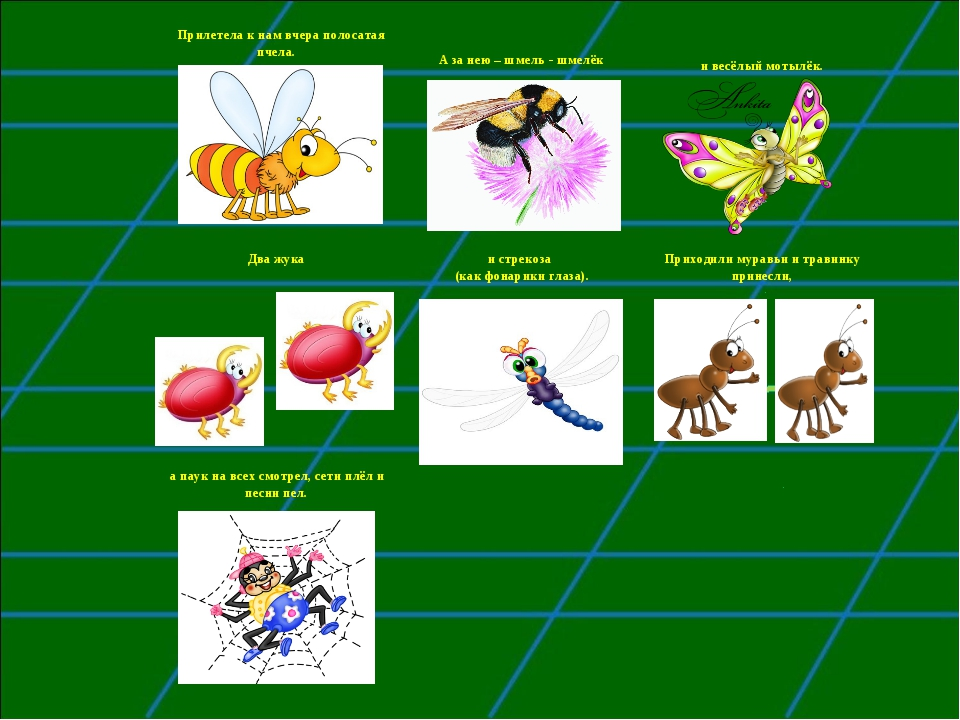 Прилетела к нам вчера полосатая
пчела.
А за нею – шмель - шмелёк
и весёлый мотылёк.
Ankita
Два жука
и стрекоза
(как фонарики глаза).
Приходили муравьи и травинку
принесли,
а паук на всех смотрел, сети плёл и
песни пел.